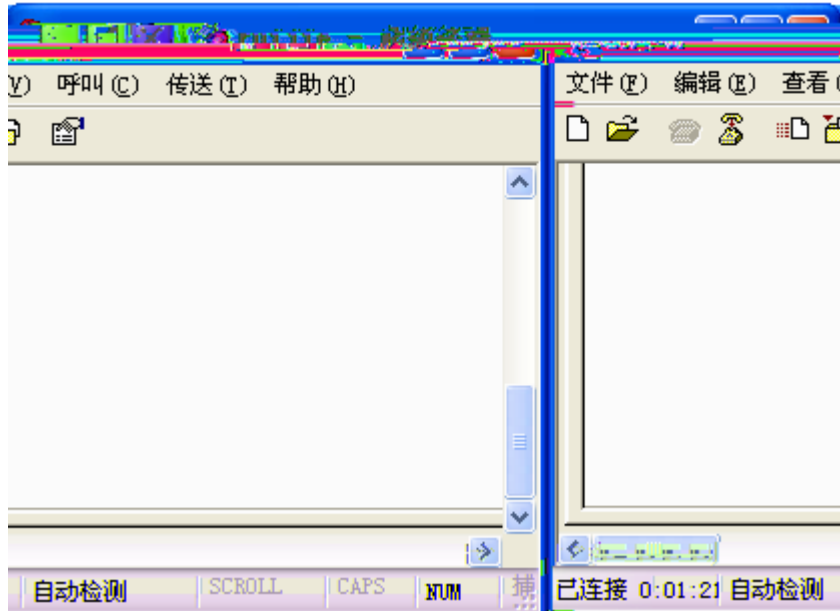 (V) 呼叫(C) 传送(T) 帮助(H)
文件(F) 编辑(E) 查看(
自动检测 SCROLL CAPS NUM 捕
已连接 0:01:21 自动检测